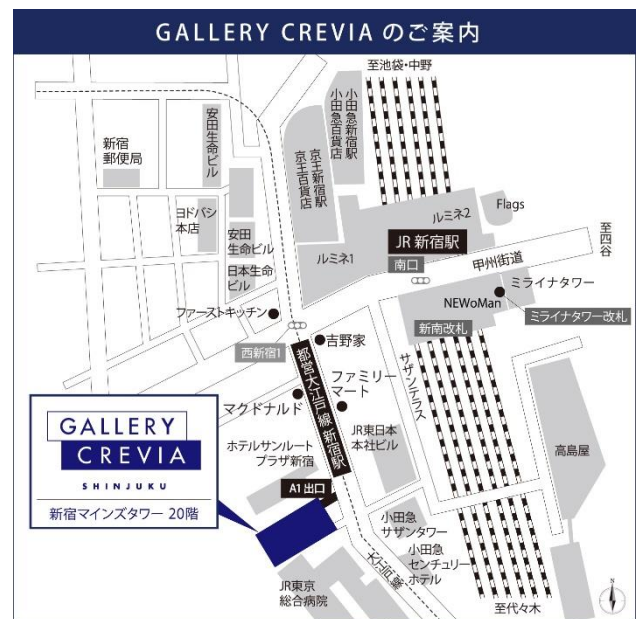 GALLERY CREVIA のご案内
至池袋・中野
小田急新宿駅
小田急百貨店
京王新宿駅
京王百貨店
安田生命ビル
新宿
郵便局
ヨドバシ
本店
安田
生命ビル
日本生命
ビル
ファーストキッチン
西新宿1
ルミネ1
ルミネ2
Flags
JR 新宿駅
南口
甲州街道
至四谷
ミライナタワー
NEWoMan
ミライナタワー改札
新南改札
サザンテラス
吉野家
都営大江戸線 新宿駅
ファミリー
マート
マクドナルド
JR東日本
本社ビル
高島屋
ホテルサンルート
プラザ新宿
A1出口
GALLERY
CREVIA
SHINJUKU
新宿マインズタワー 20階
小田急
サザンタワー
小田急
センチュリー
ホテル
大江戸線
JR東京
総合病院
至代々木
N